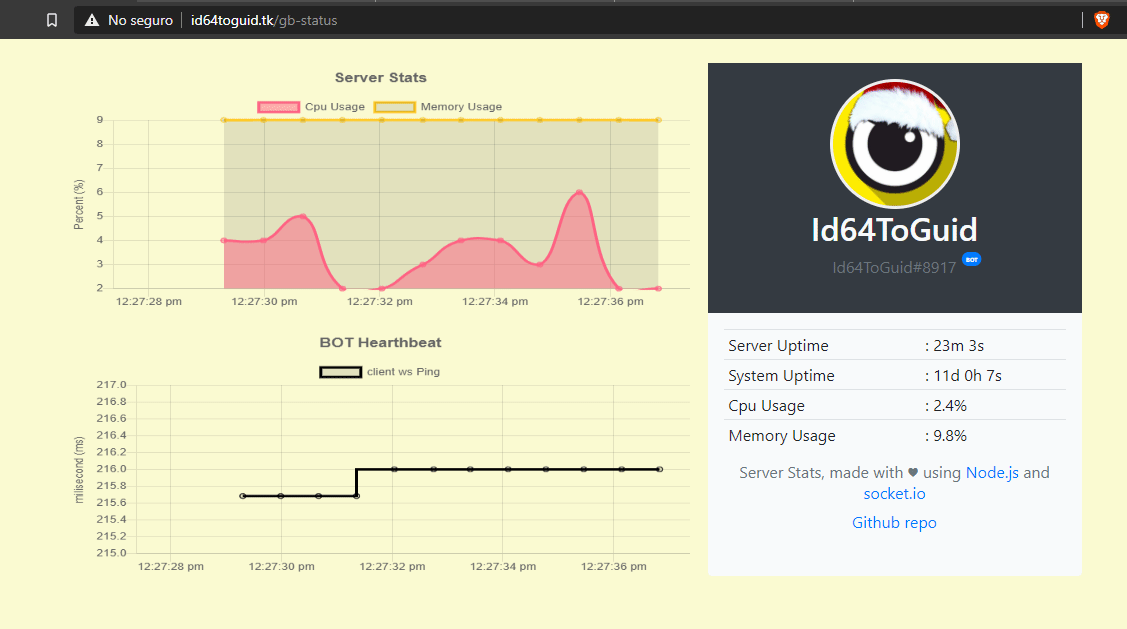 No seguro
id64toguid.tk/gb-status
Server Stats
Cpu Usage
Memory Usage
Percent (%)
9
8
7
6
5
4
3
2
12:27:28 pm
12:27:30 pm
12:27:32 pm
12:27:34 pm
12:27:36 pm
BOT Hearthbeat
client ws Ping
milisecond (ms)
217.0
216.8
216.6
216.4
216.2
216.0
215.8
215.6
215.4
215.2
215.0
12:27:28 pm
12:27:30 pm
12:27:32 pm
12:27:34 pm
12:27:36 pm
Id64ToGuid
Id64ToGuid#8917 BOT
Server Uptime : 23m 3s
System Uptime : 11d 0h 7s
Cpu Usage : 2.4%
Memory Usage : 9.8%
Server Stats, made with ♥ using Node.js and
socket.io
Github repo